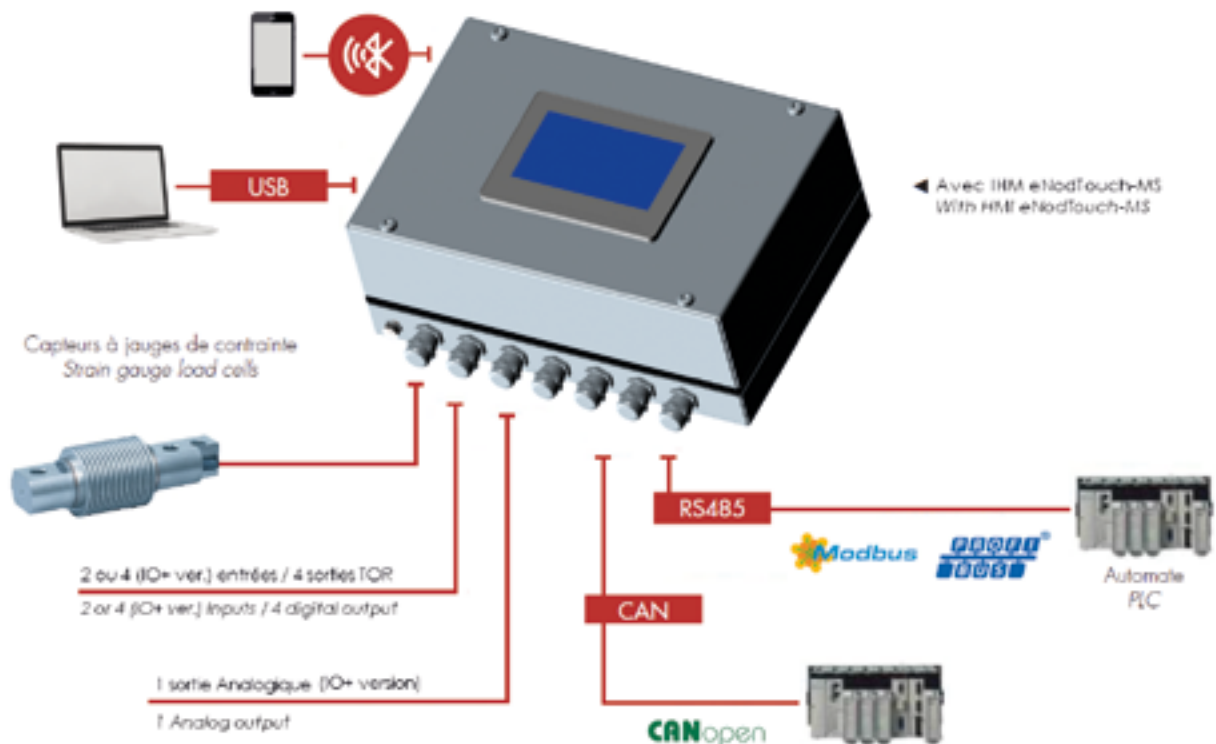 USB
◄ Avec IHM eNodTouch-MS
With HMI eNodTouch-MS
Capteurs à jauges de contrainte
Strain gauge load cells
RS485
Modbus
PROFI
BUS®
Automate
PLC
2 ou 4 (IO+ ver.) entrées / 4 sorties TOR
2 or 4 (IO+ ver.) Inputs / 4 digital output
CAN
1 sortie Analogique (IO+ version)
1 Analog output
CANopen